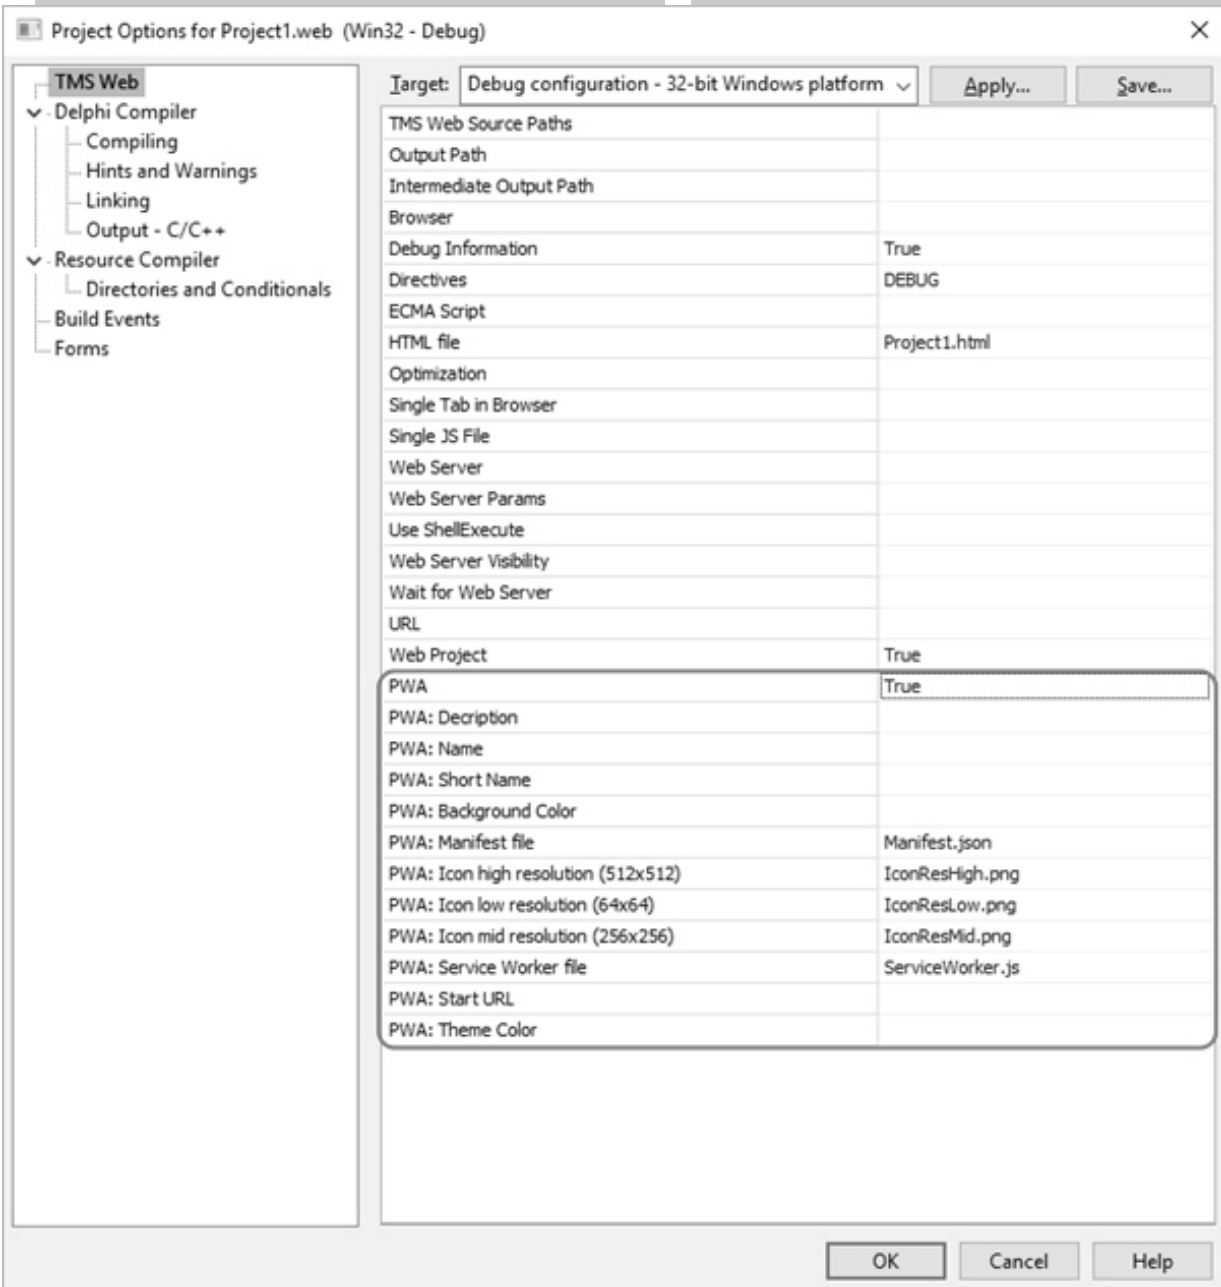 Project Options for Project1.web (Win32 - Debug)
TMS Web
Delphi Compiler
Compiling
Hints and Warnings
Linking
Output - C/C++
Resource Compiler
Directories and Conditionals
Build Events
Forms
Target: Debug configuration - 32-bit Windows platform Apply... Save...
TMS Web Source Paths
Output Path
Intermediate Output Path
Browser
Debug Information True
Directives DEBUG
ECMA Script
HTML file Project1.html
Optimization
Single Tab in Browser
Single JS File
Web Server
Web Server Params
Use ShellExecute
Web Server Visibility
Wait for Web Server
URL
Web Project True
PWA True
PWA: Decription
PWA: Name
PWA: Short Name
PWA: Background Color
PWA: Manifest file Manifest.json
PWA: Icon high resolution (512x512) IconResHigh.png
PWA: Icon low resolution (64x64) IconResLow.png
PWA: Icon mid resolution (256x256) IconResMid.png
PWA: Service Worker file ServiceWorker.js
PWA: Start URL
PWA: Theme Color
OK Cancel Help